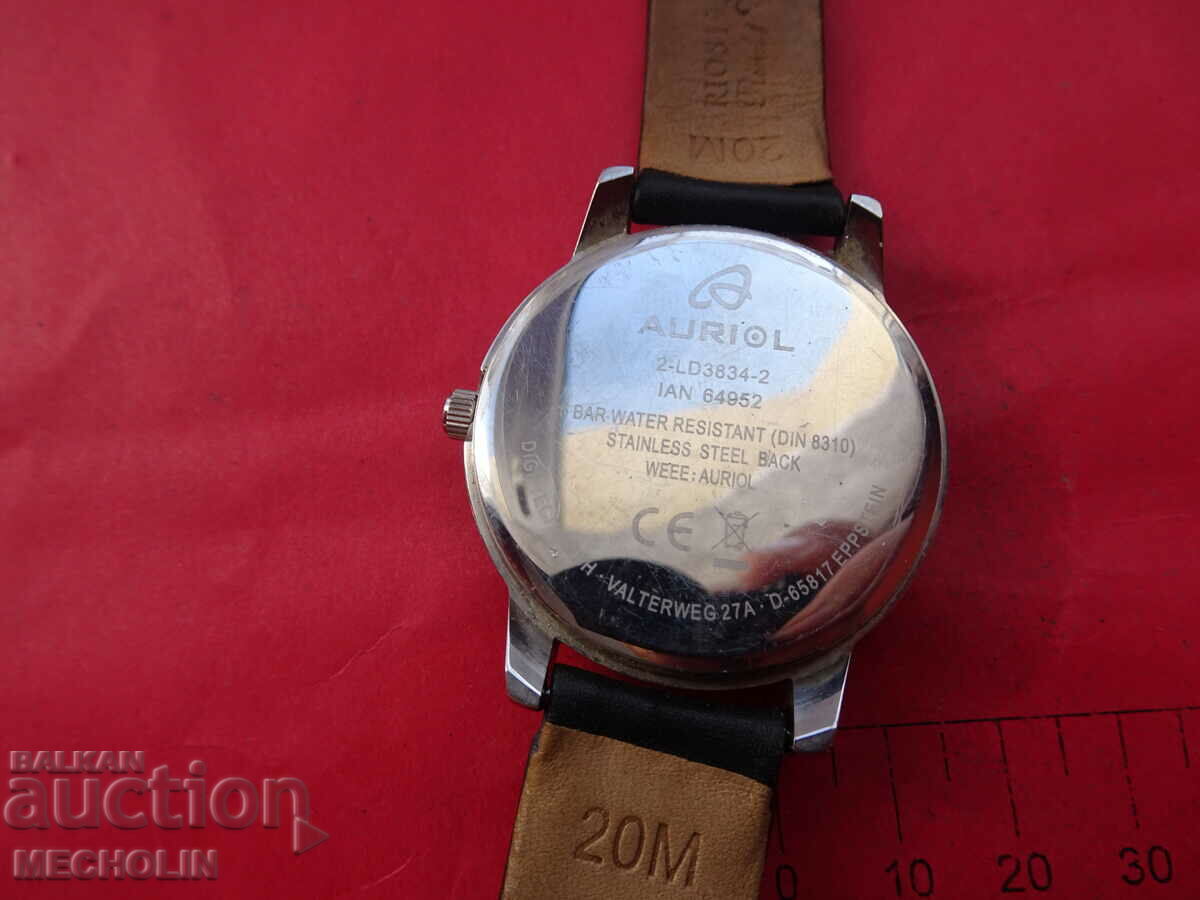 20M
AURIOL
2-LD3834-2
IAN 64952
BAR WATER RESISTANT (DIN 8310)
STAINLESS STEEL BACK
WEEE: AURIOL
CE
H · VALTERWEG 27A · D-65817 EPPSTEIN
20M
0 10 20 30
BALKAN
auction
MECHOLIN